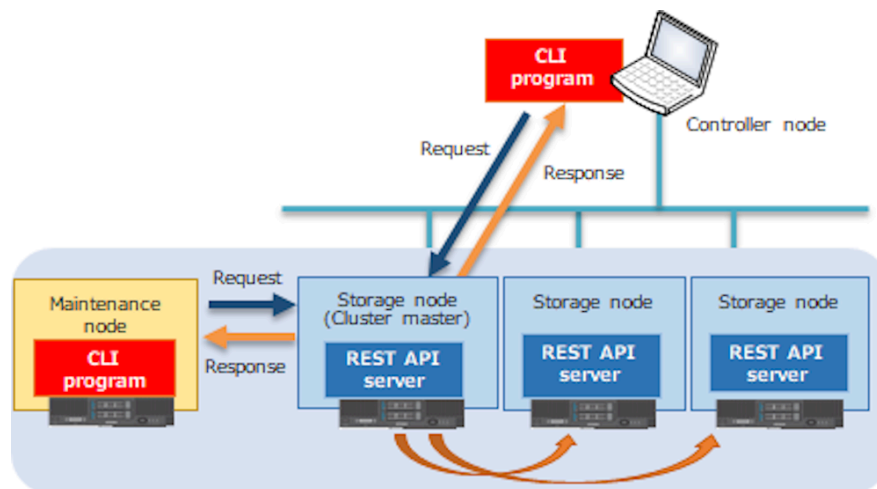 CLI
program
Controller node
Request
Response
Request
Response
Maintenance
node
CLI
program
Storage node
(Cluster master)
REST API
server
Storage node
REST API
server
Storage node
REST API
server